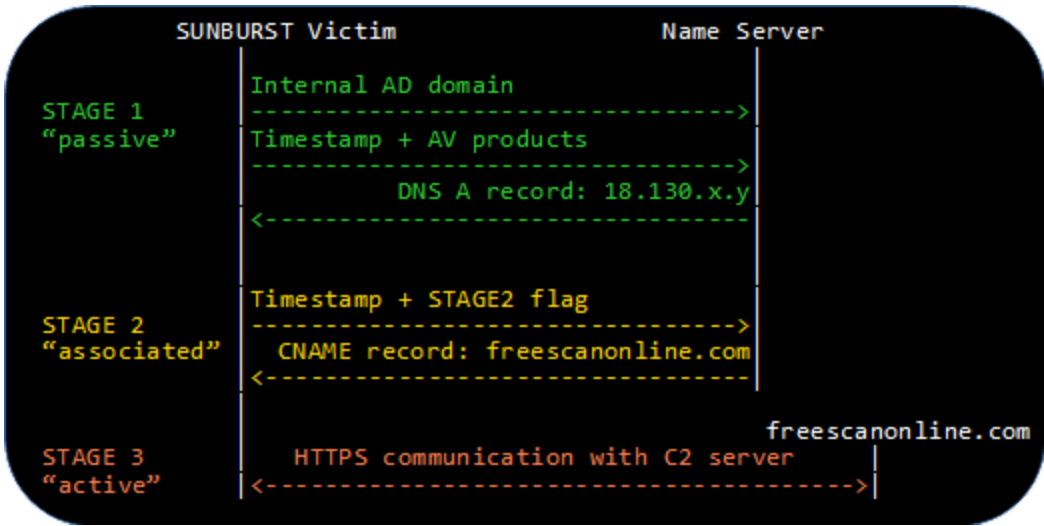 SUNBURST Victim Name Server
Internal AD domain
STAGE 1
“passive”
Timestamp + AV products
DNS A record: 18.130.x.y
Timestamp + STAGE2 flag
STAGE 2
“associated”
CNAME record: freescanonline.com
freescanonline.com
STAGE 3
HTTPS communication with C2 server
“active”